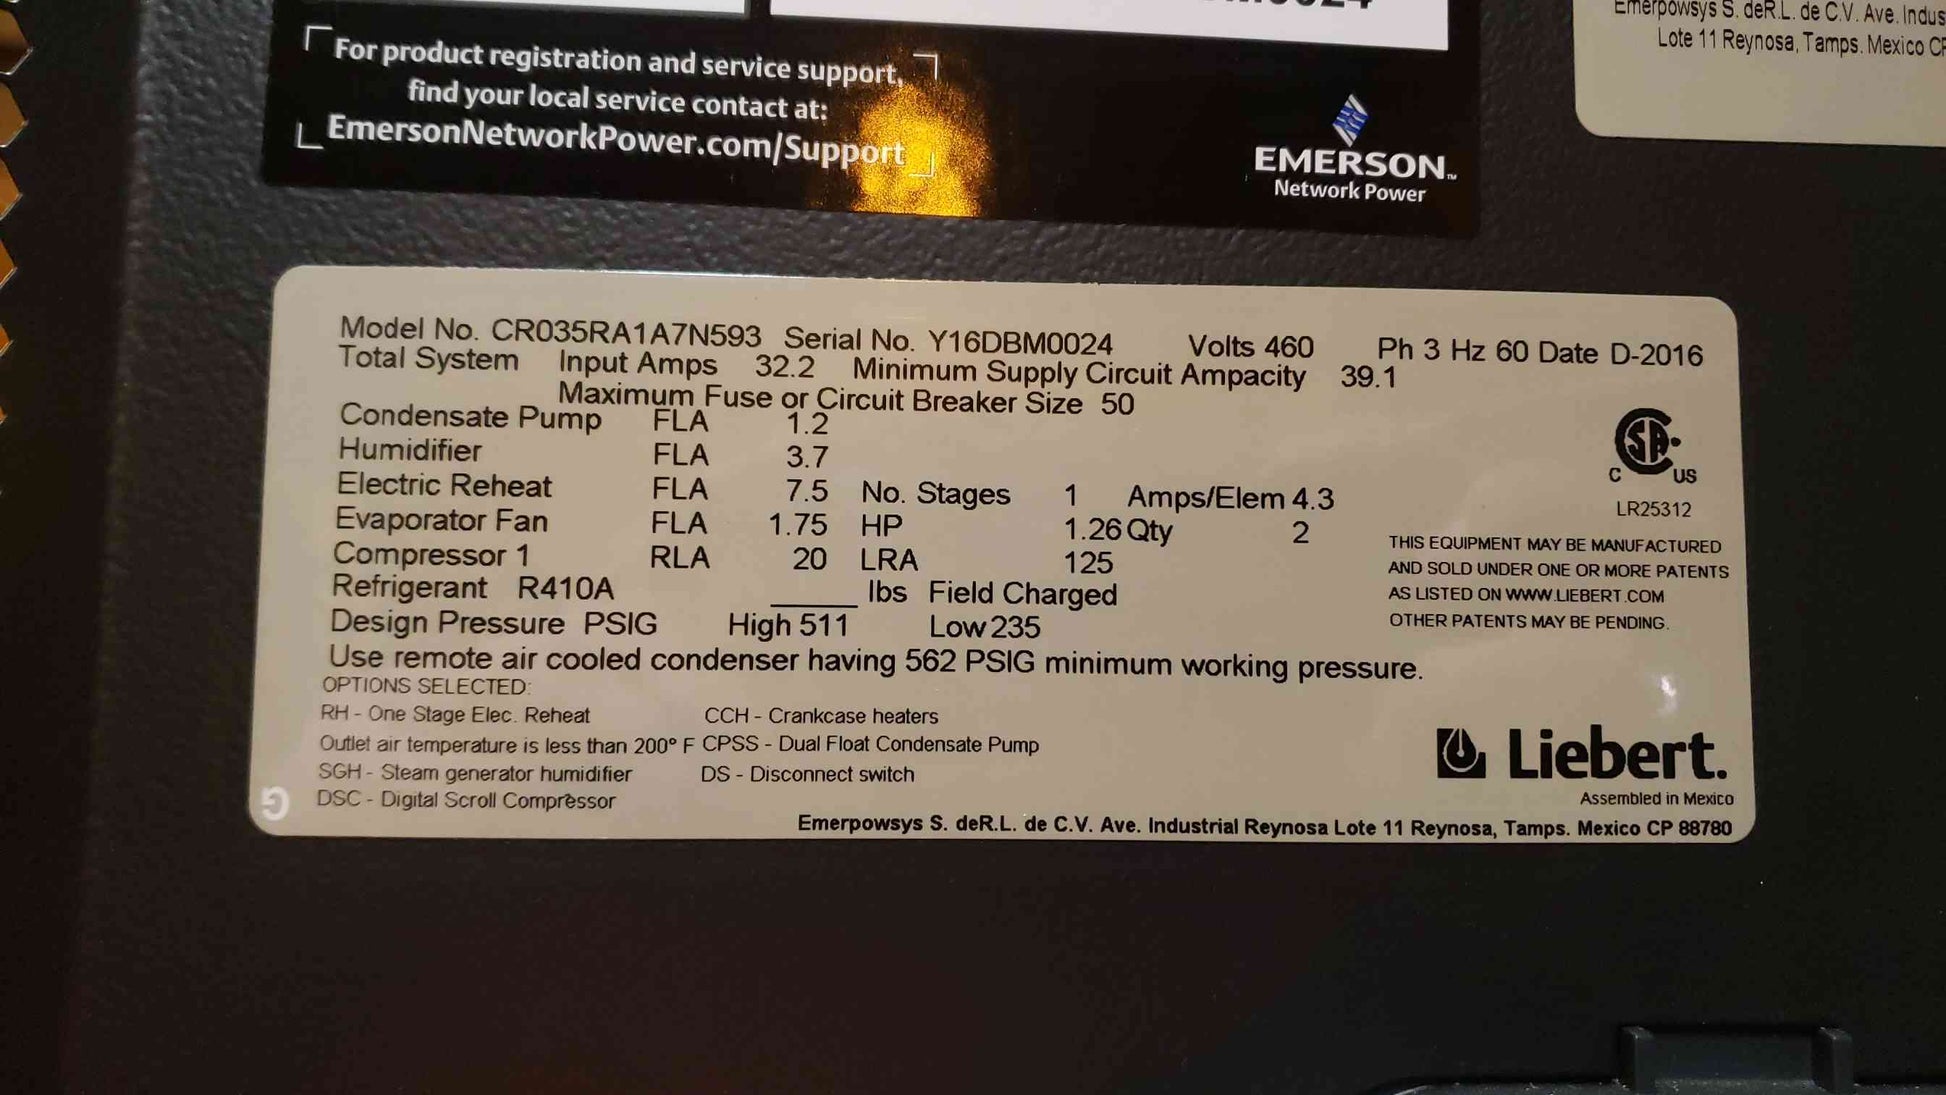 For product registration and service support,
find your local service contact at:
EmersonNetworkPower.com/Support
EMERSON™
Network Power
Emerpowsys S. deR.L. de C.V. Ave. Indus
Lote 11 Reynosa, Tamps. Mexico CP
Model No. CR035RA1A7N593 Serial No. Y16DBM0024 Volts 460 Ph 3 Hz 60 Date D-2016
Total System Input Amps 32.2 Minimum Supply Circuit Ampacity 39.1
Maximum Fuse or Circuit Breaker Size 50
Condensate Pump FLA 1.2
Humidifier FLA 3.7
Electric Reheat FLA 7.5 No. Stages 1 Amps/Elem 4.3
Evaporator Fan FLA 1.75 HP 1.26 Qty 2
Compressor 1 RLA 20 LRA 125
Refrigerant R410A ______ lbs Field Charged
Design Pressure PSIG High 511 Low 235
Use remote air cooled condenser having 562 PSIG minimum working pressure.
C SA US
LR25312
THIS EQUIPMENT MAY BE MANUFACTURED
AND SOLD UNDER ONE OR MORE PATENTS
AS LISTED ON WWW.LIEBERT.COM
OTHER PATENTS MAY BE PENDING.
OPTIONS SELECTED:
RH - One Stage Elec. Reheat CCH - Crankcase heaters
Outlet air temperature is less than 200° F CPSS - Dual Float Condensate Pump
SGH - Steam generator humidifier DS - Disconnect switch
DSC - Digital Scroll Compressor
Liebert.
Assembled in Mexico
Emerpowsys S. deR.L. de C.V. Ave. Industrial Reynosa Lote 11 Reynosa, Tamps. Mexico CP 88780